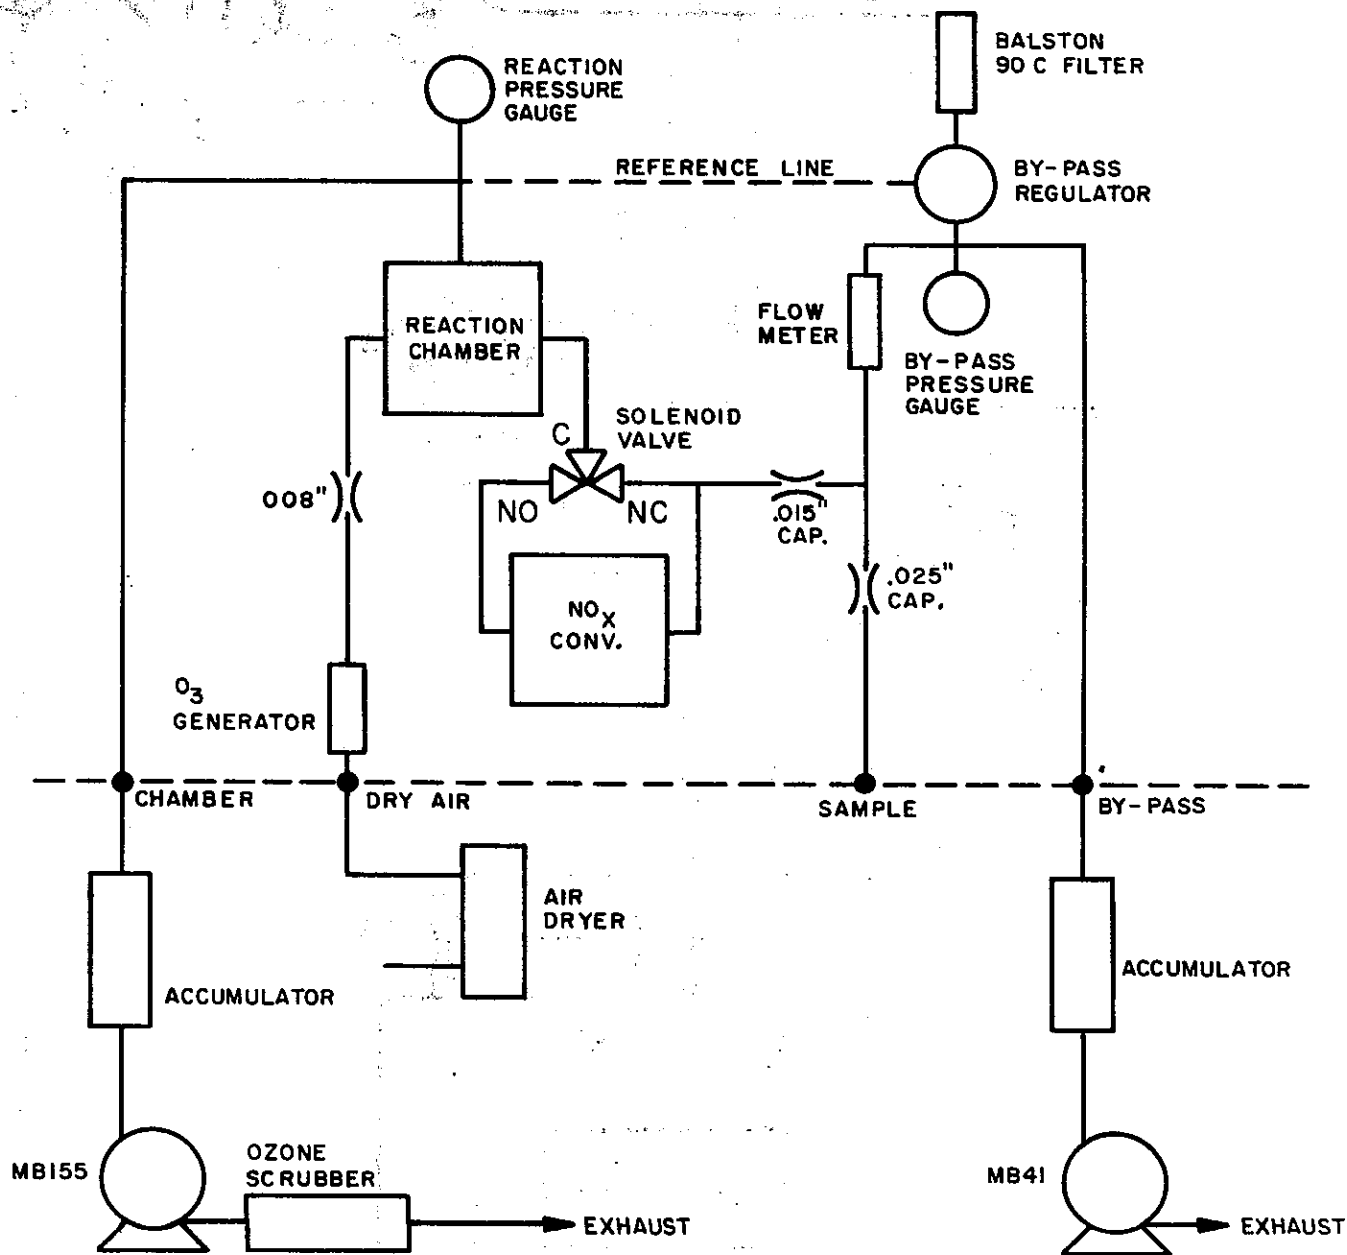 BALSTON
90 C FILTER
REACTION
PRESSURE
GAUGE
REFERENCE LINE
BY-PASS
REGULATOR
REACTION
CHAMBER
FLOW
METER
BY-PASS
PRESSURE
GAUGE
C
SOLENOID
VALVE
008"
NO
NC
.015"
CAP.
.025"
CAP.
NOX
CONV.
O3
GENERATOR
CHAMBER
DRY AIR
SAMPLE
BY-PASS
AIR
DRYER
ACCUMULATOR
ACCUMULATOR
MB155
OZONE
SCRUBBER
EXHAUST
MB41
EXHAUST